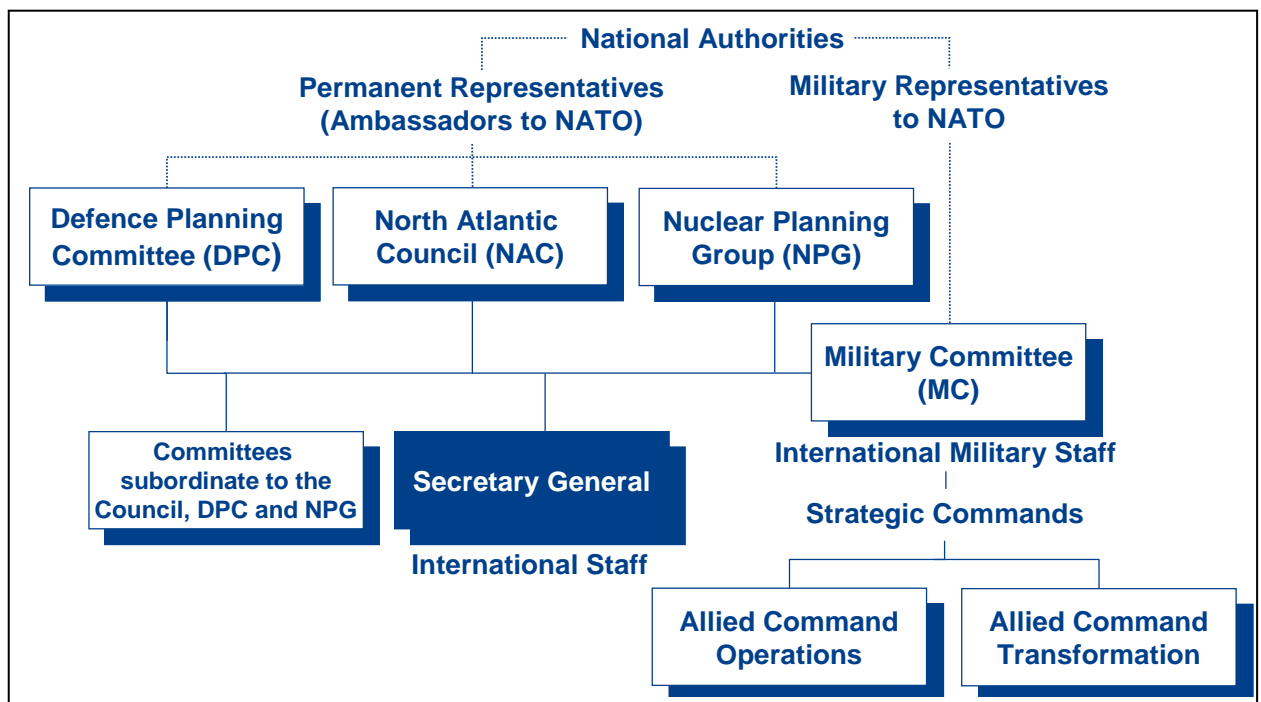 National Authorities
Permanent Representatives
(Ambassadors to NATO)
Military Representatives
to NATO
Defence Planning
Committee (DPC)
North Atlantic
Council (NAC)
Nuclear Planning
Group (NPG)
Military Committee
(MC)
Committees
subordinate to the
Council, DPC and NPG
Secretary General
International Military Staff
Strategic Commands
International Staff
Allied Command
Operations
Allied Command
Transformation